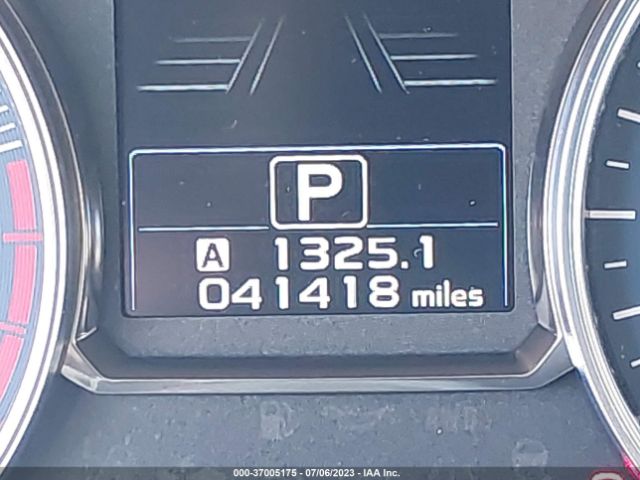 P
A 1325.1
041418 miles
000-37005175 | 07/06/2023 | IAA Inc.